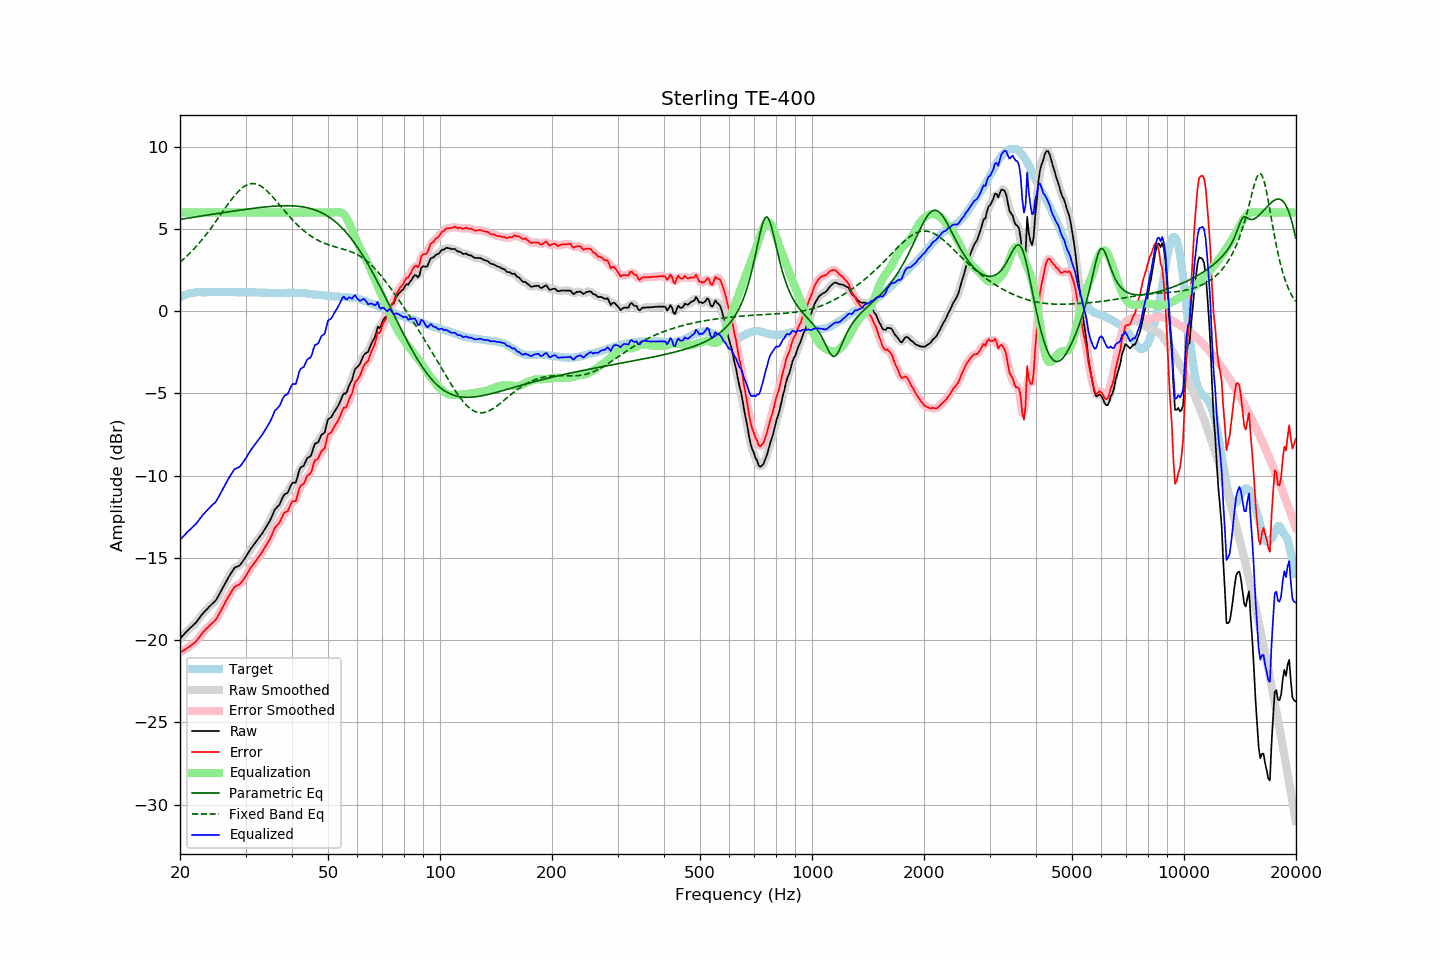 Sterling TE-400
Amplitude (dBr)
10
5
0
−5
−10
−15
−20
−25
−30
Target
Raw Smoothed
Error Smoothed
Raw
Error
Equalization
Parametric Eq
Fixed Band Eq
Equalized
20 50 100 200 500 1000 2000 5000 10000 20000
Frequency (Hz)